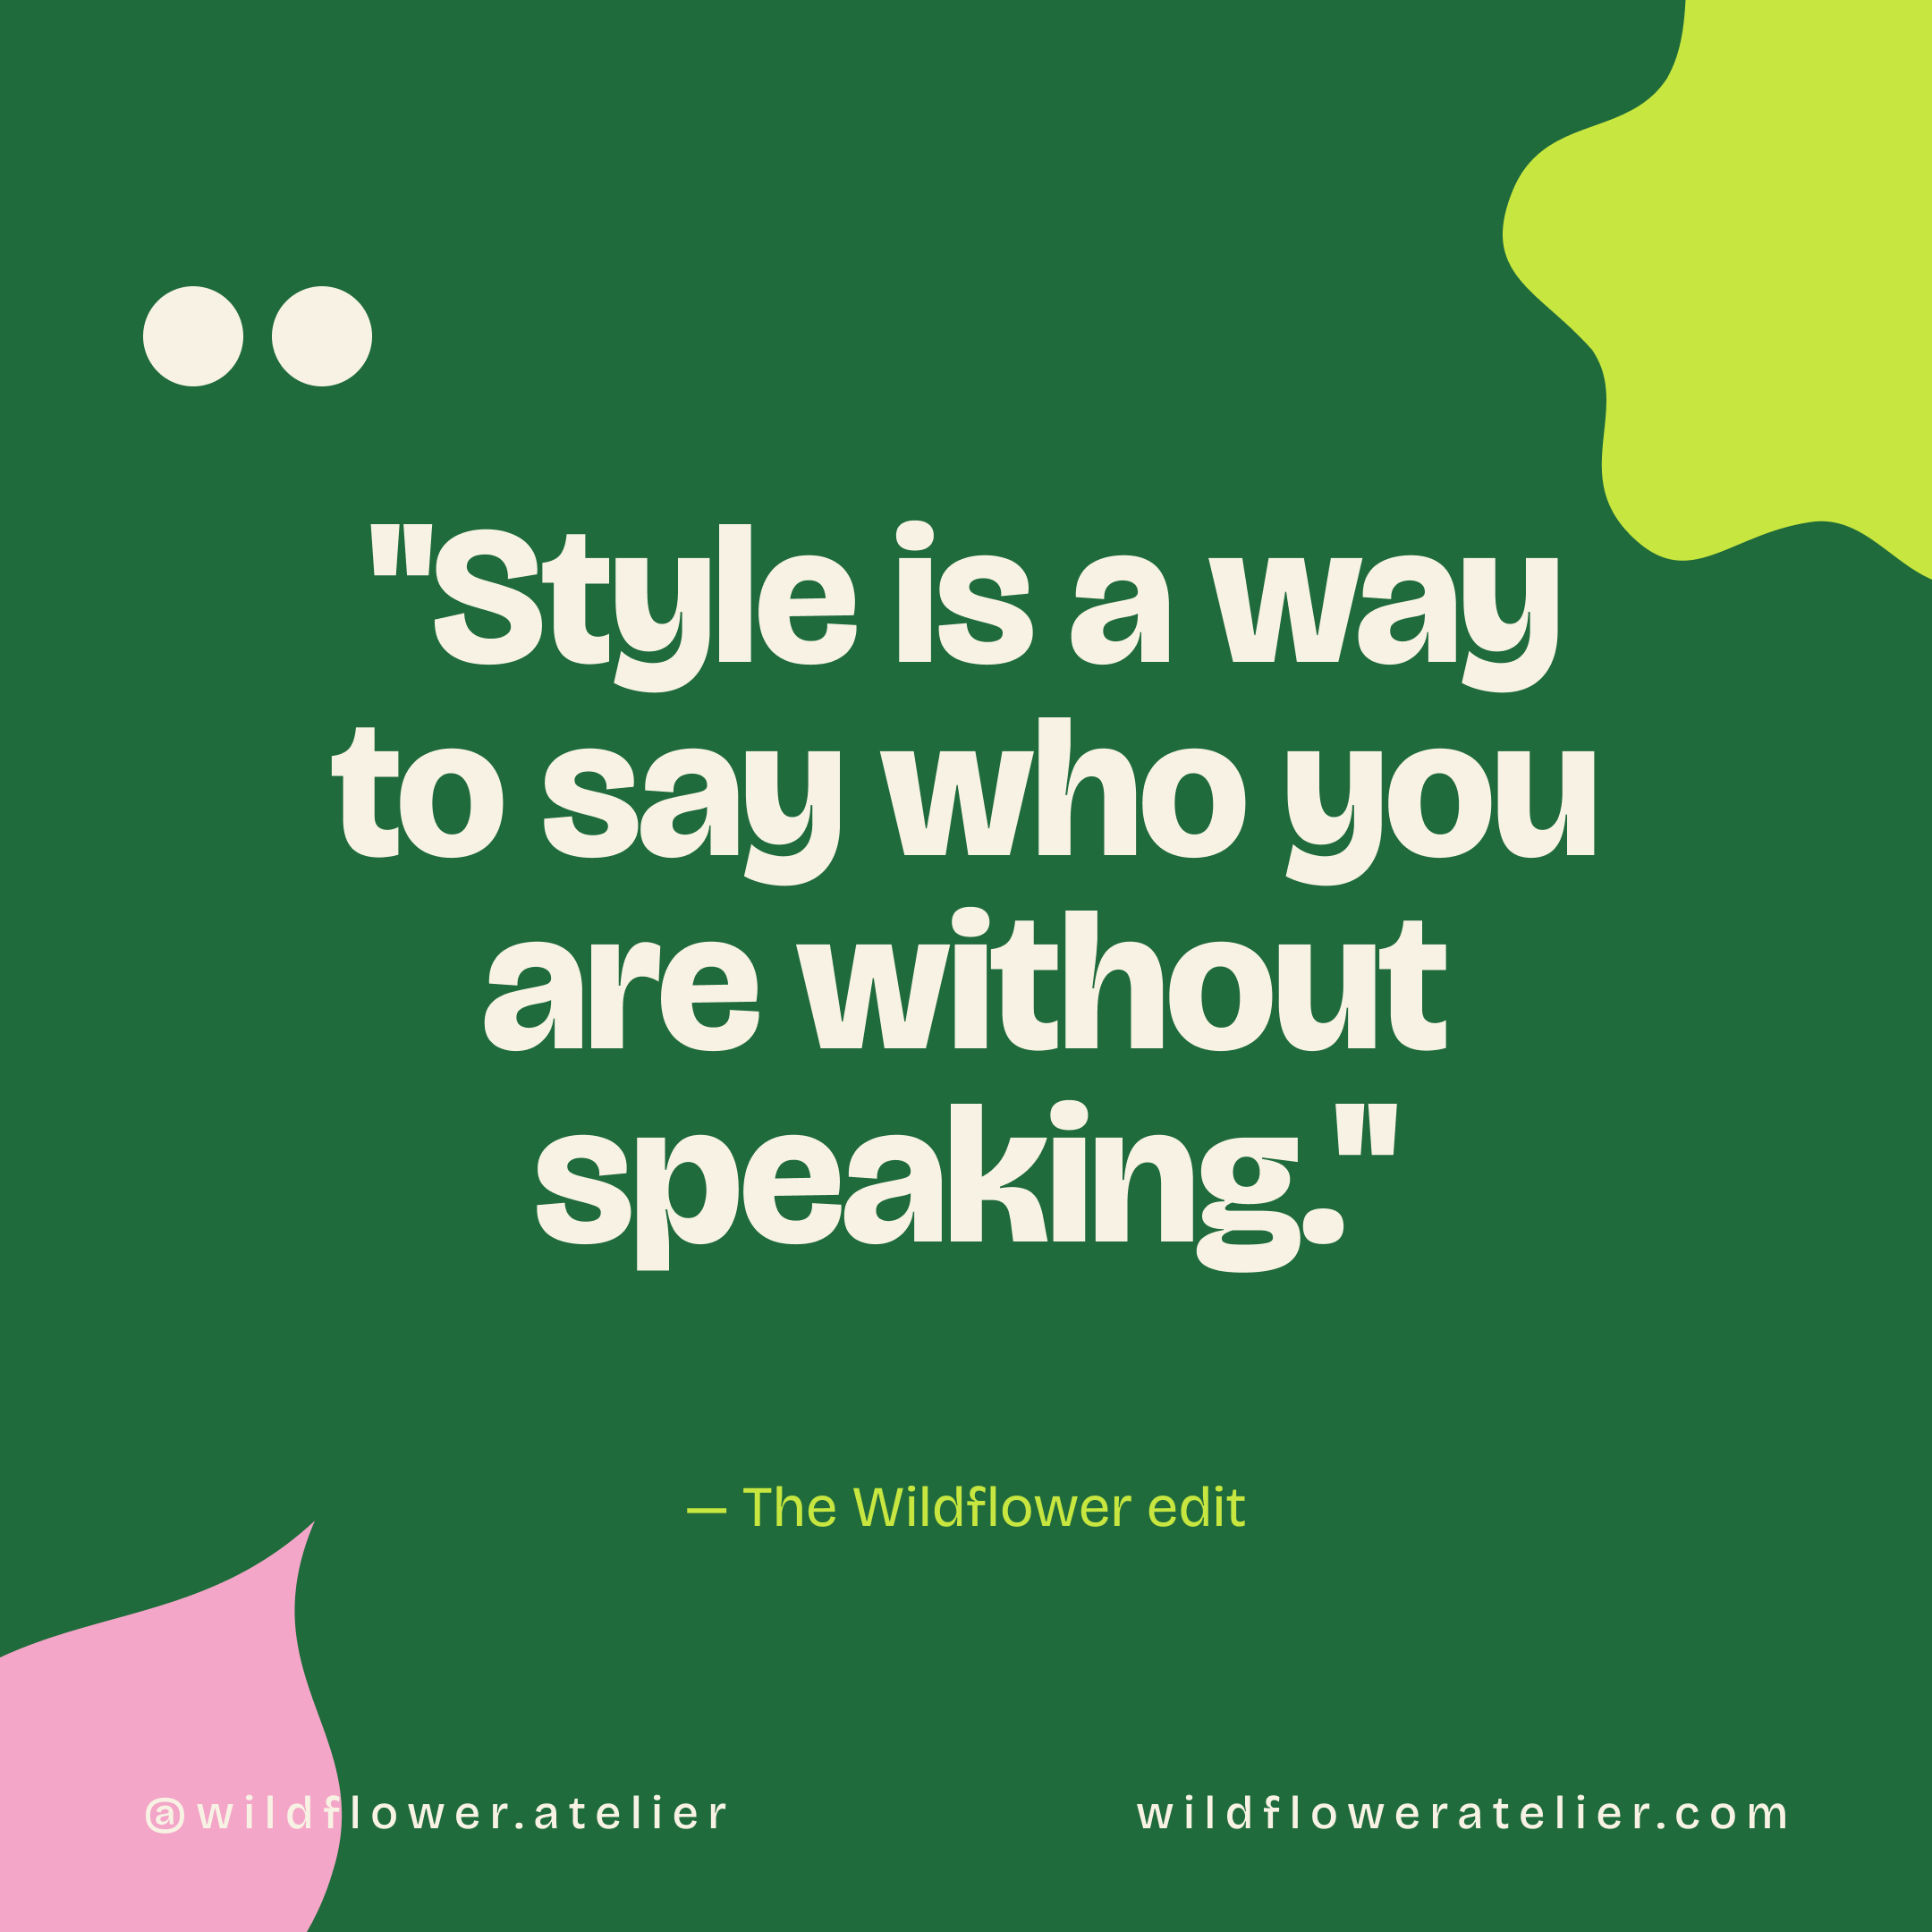 "Style is a way
to say who you
are without
speaking."
— The Wildflower edit
@wildflower.atelier
wildfloweratelier.com